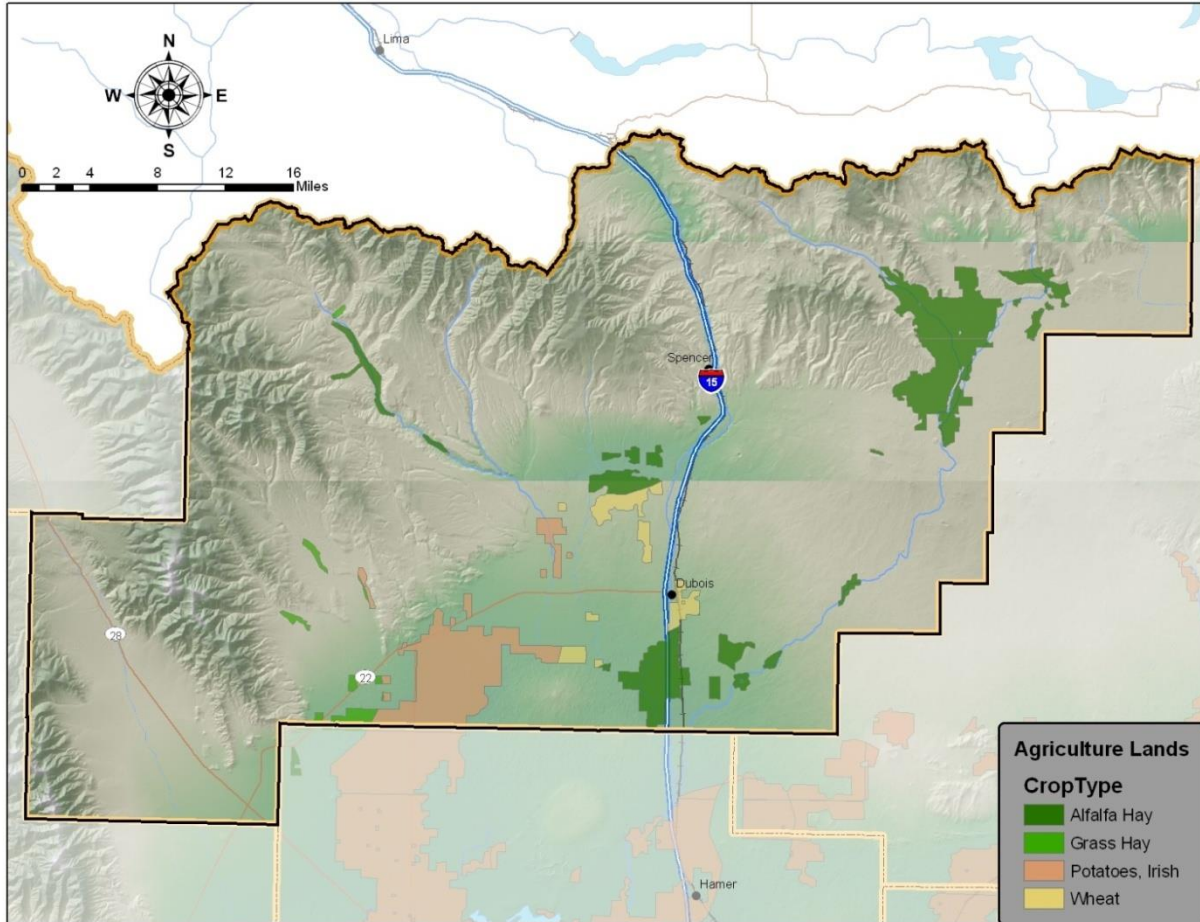 Lima
N
W E
S
0 2 4 8 12 16
Miles
Spencer
15
Dubois
28
22
Hamer
Agriculture Lands
CropType
Alfalfa Hay
Grass Hay
Potatoes, Irish
Wheat